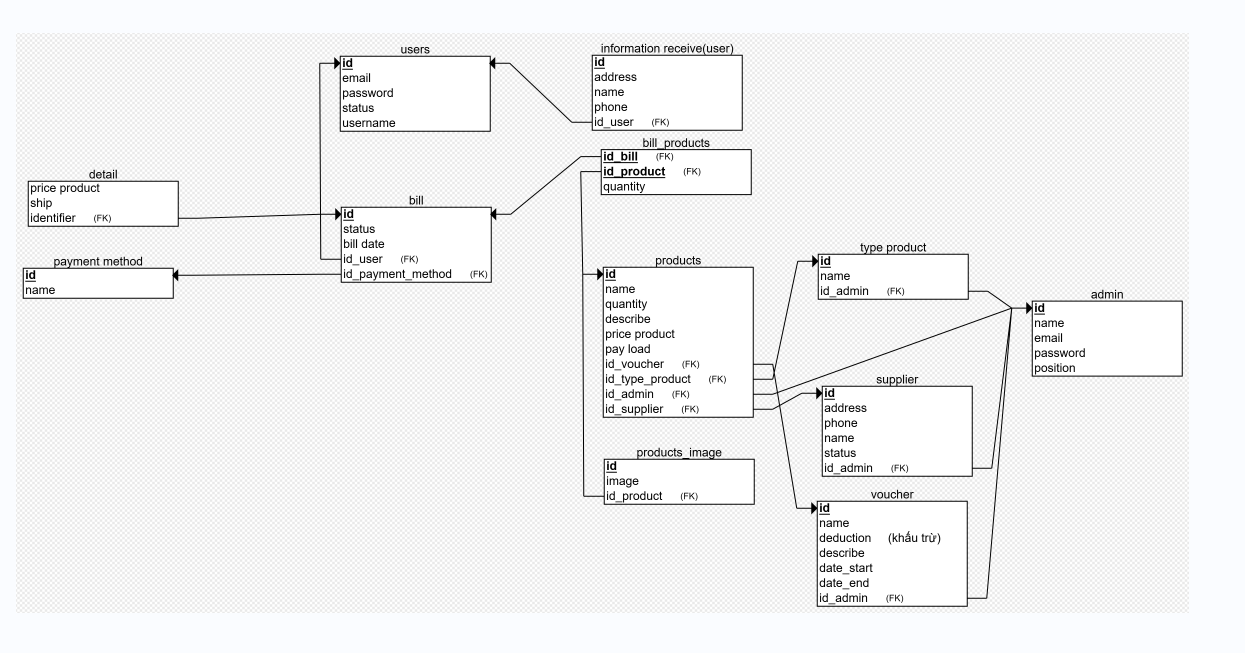 users
id
email
password
status
username
information receive(user)
id
address
name
phone
id_user (FK)
bill_products
id_bill (FK)
id_product (FK)
quantity
detail
price product
ship
identifier (FK)
bill
id
status
bill date
id_user (FK)
id_payment_method (FK)
payment method
id
name
products
id
name
quantity
describe
price product
pay load
id_voucher (FK)
id_type_product (FK)
id_admin (FK)
id_supplier (FK)
type product
id
name
id_admin (FK)
admin
id
name
email
password
position
supplier
id
address
phone
name
status
id_admin (FK)
products_image
id
image
id_product (FK)
voucher
id
name
deduction (khấu trừ)
describe
date_start
date_end
id_admin (FK)